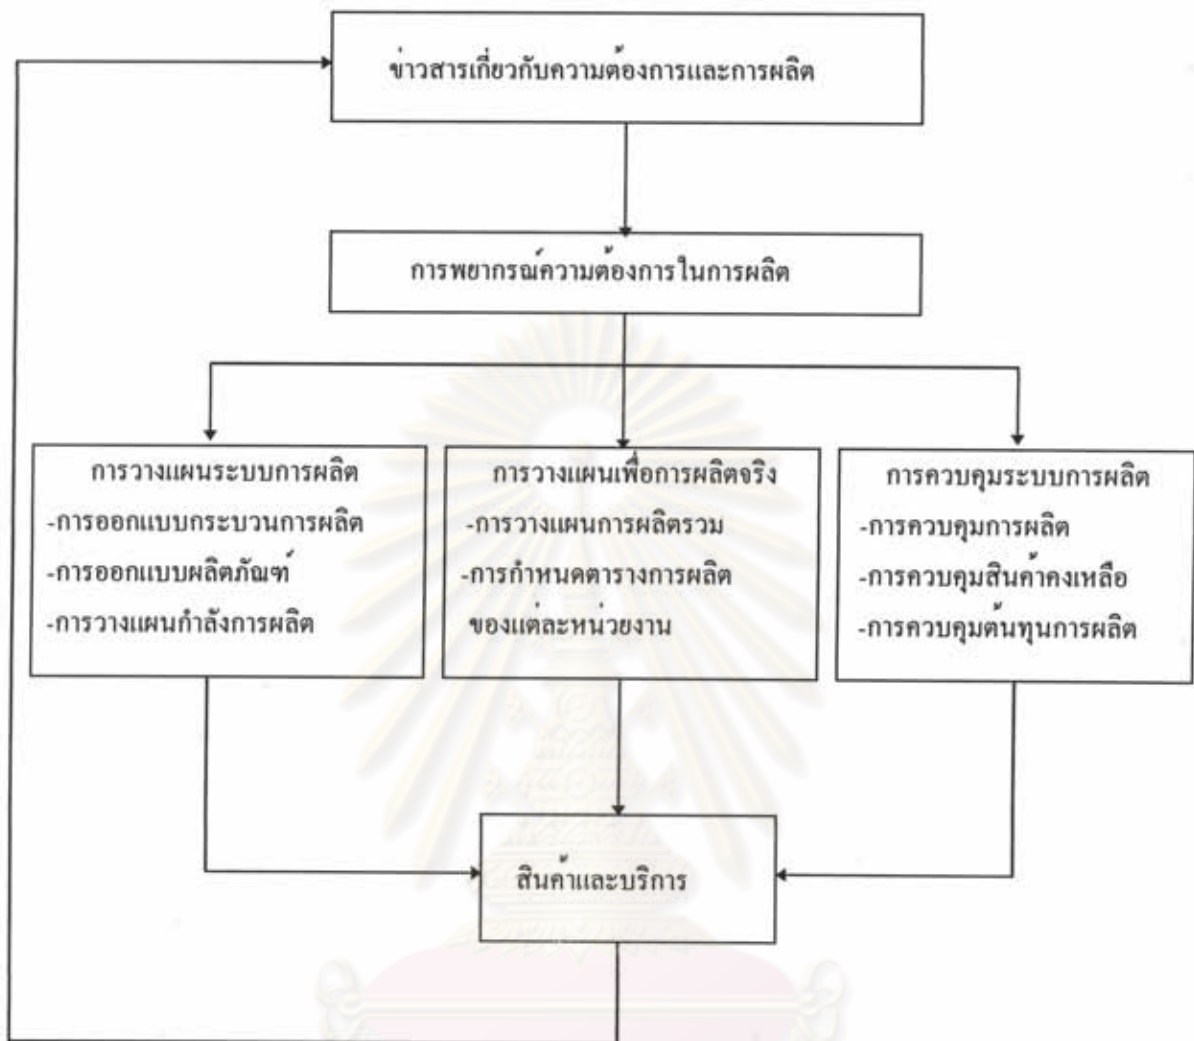 ข่าวสารเกี่ยวกับความต้องการและการผลิต
การพยากรณ์ความต้องการในการผลิต
การวางแผนระบบการผลิต
-การออกแบบกระบวนการผลิต
-การออกแบบผลิตภัณฑ์
-การวางแผนกำลังการผลิต
การวางแผนเพื่อการผลิตจริง
-การวางแผนการผลิตรวม
-การกำหนดตารางการผลิต
ของแต่ละหน่วยงาน
การควบคุมระบบการผลิต
-การควบคุมการผลิต
-การควบคุมสินค้าคงเหลือ
-การควบคุมต้นทุนการผลิต
สินค้าและบริการ